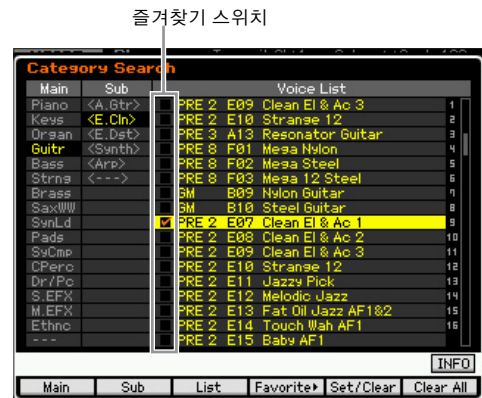 즐겨찾기 스위치
Category Search
Main Sub Voice List
Piano <A.Gtr> PRE 2 E09 Clean El & Ac 3 1
Keys <E.Cln> PRE 2 E10 Strange 12 2
Organ <E.Dst> PRE 3 A13 Resonator Guitar 3
Guitr <Synth> PRE 8 F01 Mega Nylon 4
Bass <Arp> PRE 8 F02 Mega Steel 5
Strng <---> PRE 8 F03 Mega 12 Steel 6
Brass GM B09 Nylon Guitar 7
SaxWW GM B10 Steel Guitar 8
SynLd PRE 2 E07 Clean El & Ac 1 9
Pads PRE 2 E08 Clean El & Ac 2 10
SyCmp PRE 2 E09 Clean El & Ac 3 11
CPerc PRE 2 E10 Strange 12 12
Dr/Pc PRE 2 E11 Jazzy Pick 13
S.EFX PRE 2 E12 Melodic Jazz 14
M.EFX PRE 2 E13 Fat Oil Jazz AF1&2 15
Ethnc PRE 2 E14 Touch Wah AF1 16
--- PRE 2 E15 Baby AF1
INFO
Main Sub List Favorite▸ Set/Clear Clear All